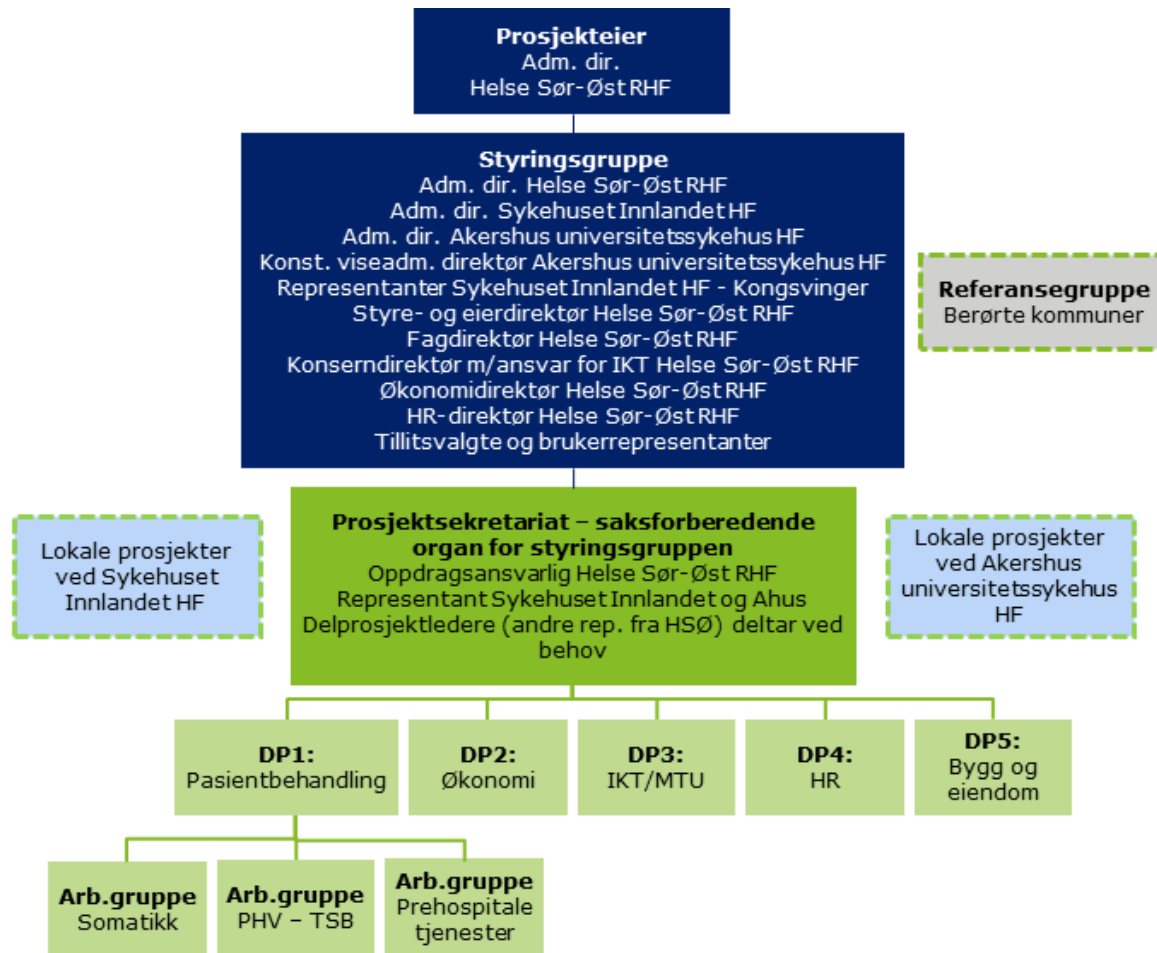 Prosjekteier
Adm. dir.
Helse Sør-Øst RHF
Styringsgruppe
Adm. dir. Helse Sør-Øst RHF
Adm. dir. Sykehuset Innlandet HF
Adm. dir. Akershus universitetssykehus HF
Konst. viseadm. direktør Akershus universitetssykehus HF
Representanter Sykehuset Innlandet HF - Kongsvinger
Styre- og eierdirektør Helse Sør-Øst RHF
Fagdirektør Helse Sør-Øst RHF
Konserndirektør m/ansvar for IKT Helse Sør-Øst RHF
Økonomidirektør Helse Sør-Øst RHF
HR-direktør Helse Sør-Øst RHF
Tillitsvalgte og brukerrepresentanter
Referansegruppe
Berørte kommuner
Lokale prosjekter
ved Sykehuset
Innlandet HF
Prosjektsekretariat – saksforberedende
organ for styringsgruppen
Oppdragsansvarlig Helse Sør-Øst RHF
Representant Sykehuset Innlandet og Ahus
Delprosjektledere (andre rep. fra HSØ) deltar ved
behov
Lokale prosjekter
ved Akershus
universitetssykehus
HF
DP1:
Pasientbehandling
DP2:
Økonomi
DP3:
IKT/MTU
DP4:
HR
DP5:
Bygg og
eiendom
Arb.gruppe
Somatikk
Arb.gruppe
PHV – TSB
Arb.gruppe
Prehospitale
tjenester